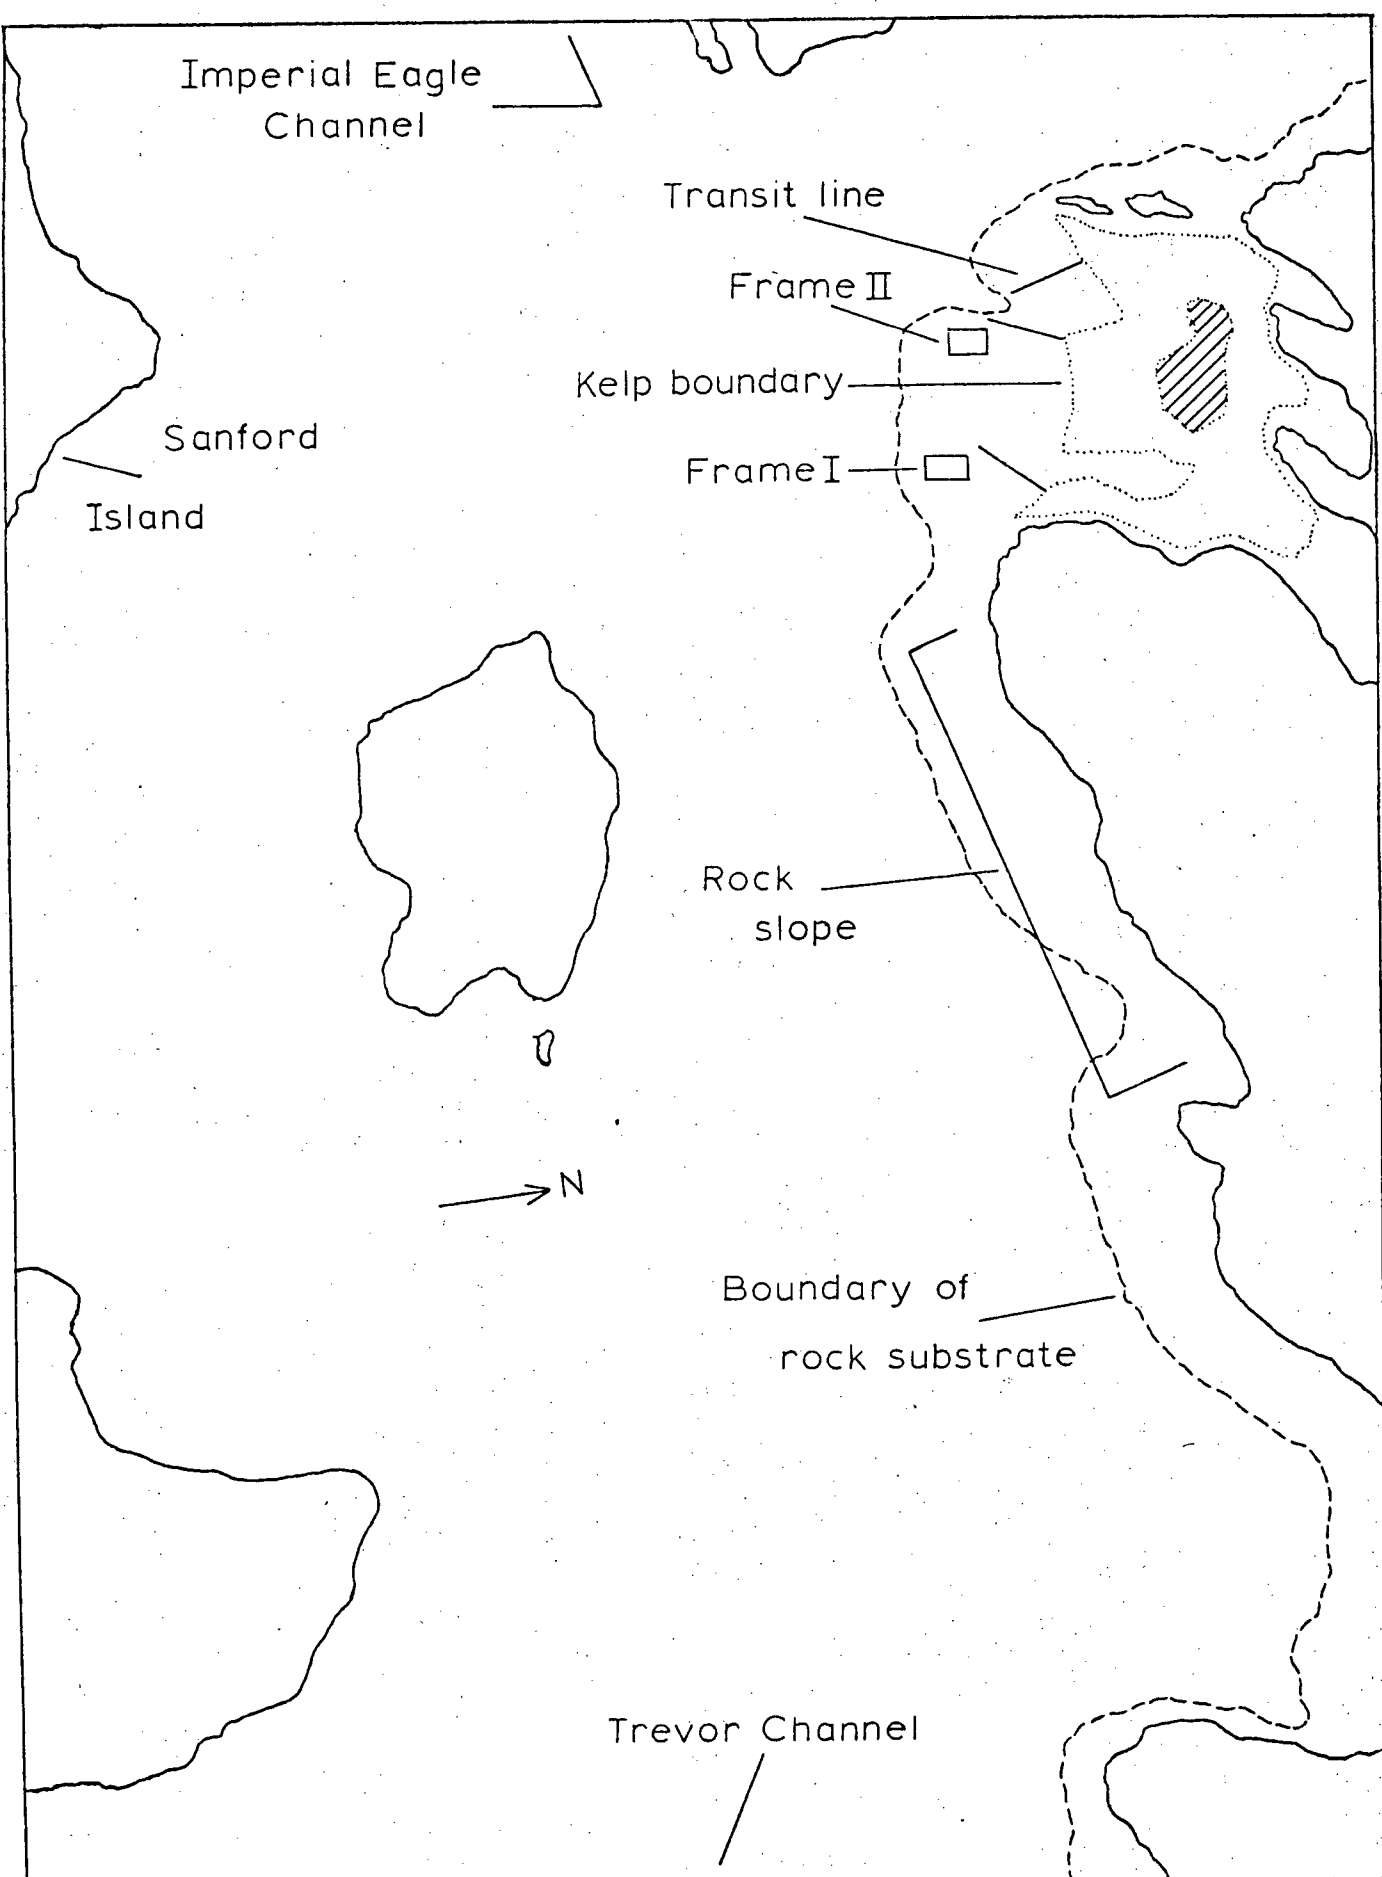 Imperial Eagle
Channel
Transit line
Frame II
Kelp boundary
Sanford
Frame I
Island
Rock
slope
N
Boundary of
rock substrate
Trevor Channel